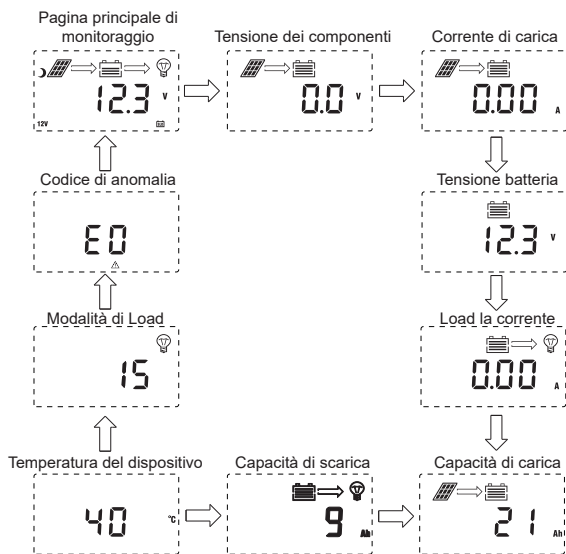 Pagina principale di
monitoraggio
Tensione dei componenti
Corrente di carica
12.3 V
12V
0.0 V
0.00 A
Codice di anomalia
Tensione batteria
E0
12.3 V
Modalità di Load
Load la corrente
15
0.00 A
Temperatura del dispositivo
Capacità di scarica
Capacità di carica
40 °C
9 Ah
21 Ah